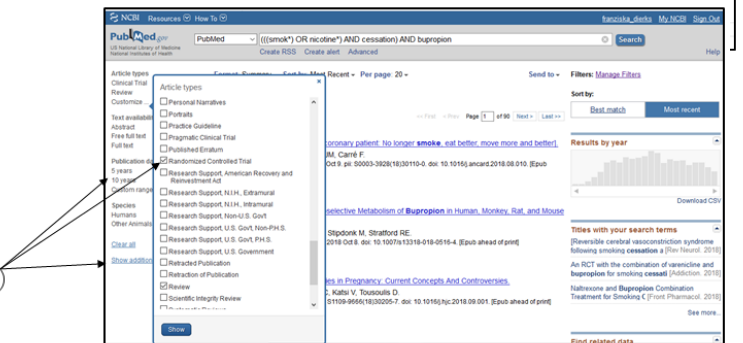 NCBI Resources How To franziska_dierks My NCBI Sign Out
PubMed.gov PubMed (((smok*) OR nicotine*) AND cessation) AND bupropion Search
US National Library of Medicine
National Institutes of Health
Create RSS Create alert Advanced Help
Article types
Clinical Trial
Review
Customize ...
Text availability
Abstract
Free full text
Full text
Publication da
5 years
10 years
Custom range
Species
Humans
Other Animals
Clear all
Show addition
Format: Summary Sort by: Most Recent Per page: 20 Send to
Article types
Personal Narratives
Portraits
Practice Guideline
Pragmatic Clinical Trial
Published Erratum
Randomized Controlled Trial
Research Support, American Recovery and
Reinvestment Act
Research Support, N.I.H., Extramural
Research Support, N.I.H., Intramural
Research Support, Non-U.S. Gov't
Research Support, U.S. Gov't, Non-P.H.S.
Research Support, U.S. Gov't, P.H.S.
Research Support, U.S. Government
Retracted Publication
Retraction of Publication
Review
Scientific Integrity Review
Systematic Reviews
Show
<< First < Prev Page 1 of 90 Next > Last >>
coronary patient: No longer smoke, eat better, move more and better].
UM, Carré F.
Oct 9. pii: S0003-3928(18)30110-0. doi: 10.1016/j.ancard.2018.08.010. [Epub
selective Metabolism of Bupropion in Human, Monkey, Rat, and Mouse
Stipdonk M, Stratford RE.
2018 Oct 8. doi: 10.1007/s13318-018-0516-4. [Epub ahead of print]
ies in Pregnancy. Current Concepts And Controversies.
C, Katsi V, Tousoulis D.
S1109-9666(18)30205-7. doi: 10.1016/j.hjc.2018.09.001. [Epub ahead of print]
Filters: Manage Filters
Sort by:
Best match Most recent
Results by year
Download CSV
Titles with your search terms
[Reversible cerebral vasoconstriction syndrome
following smoking cessation a [Rev Neurol. 2018]
An RCT with the combination of varenicline and
bupropion for smoking cessati [Addiction. 2018]
Naltrexone and Bupropion Combination
Treatment for Smoking C [Front Pharmacol. 2018]
See more...
Find related data